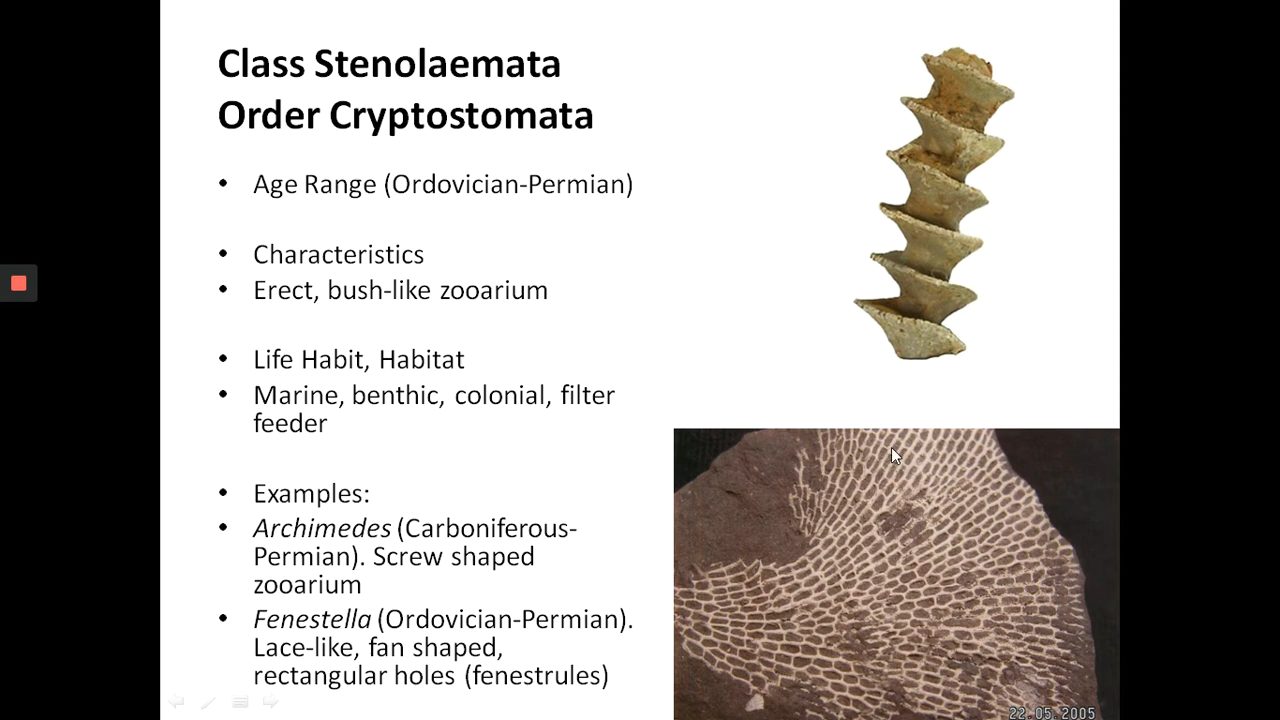 Class Stenolaemata
Order Cryptostomata
• Age Range (Ordovician-Permian)
• Characteristics
• Erect, bush-like zooarium
• Life Habit, Habitat
• Marine, benthic, colonial, filter
feeder
• Examples:
• Archimedes (Carboniferous-
Permian). Screw shaped
zooarium
• Fenestella (Ordovician-Permian).
Lace-like, fan shaped,
rectangular holes (fenestrules)
22.05.2005